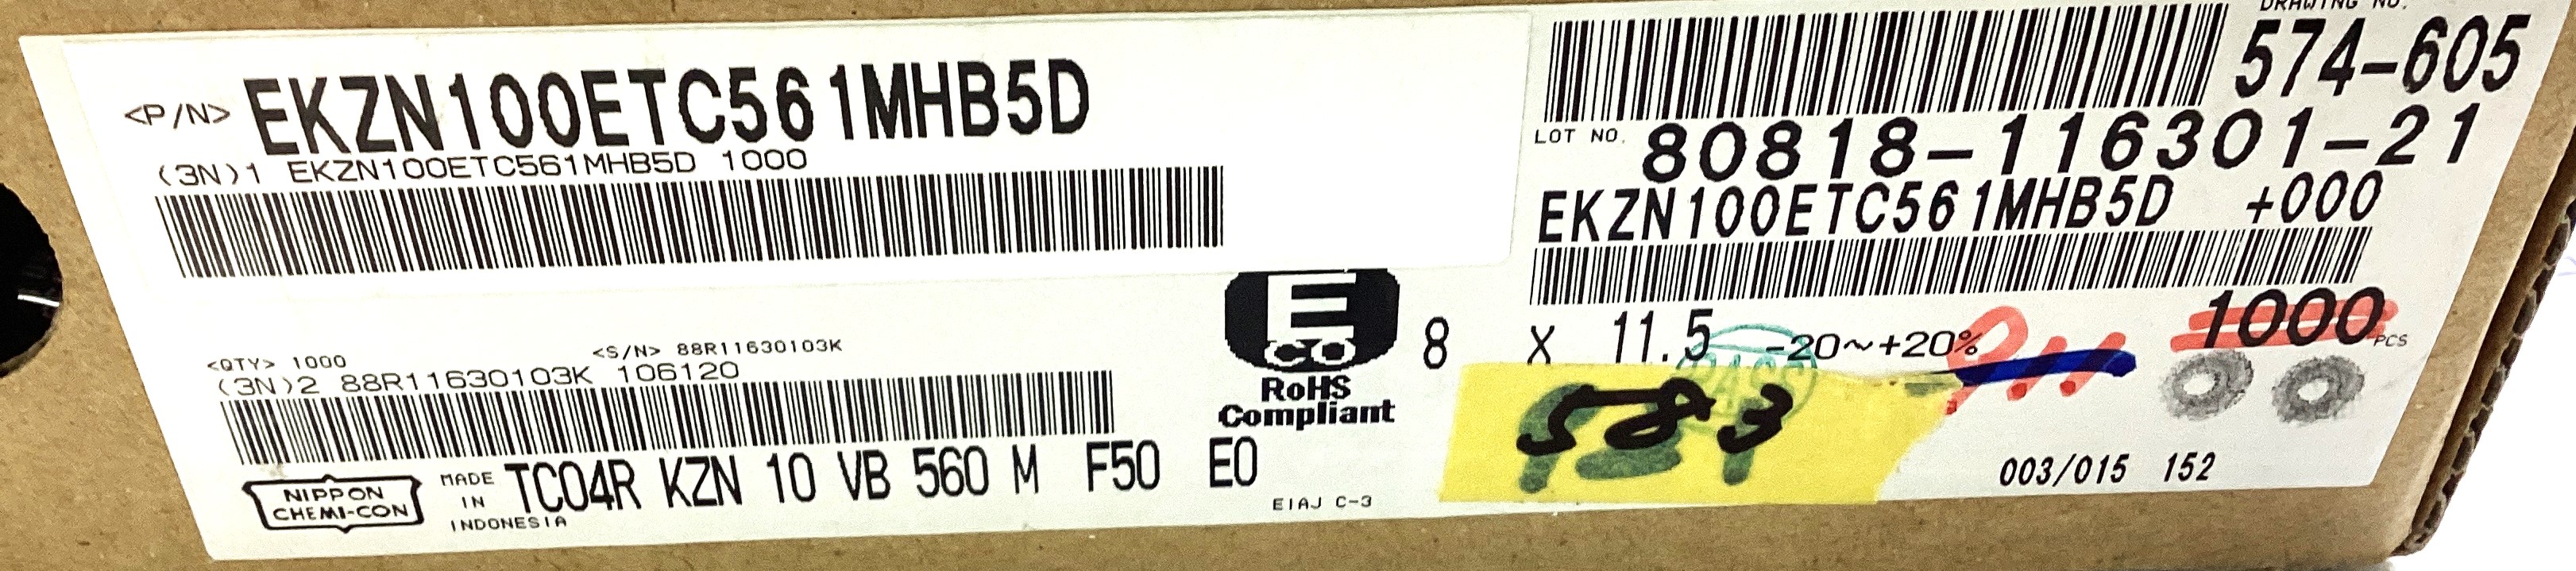 <P/N> EKZN100ETC561MHB5D
(3N)1 EKZN100ETC561MHB5D 1000
<QTY> 1000 <S/N> 88R11630103K
(3N)2 88R11630103K 106120
NIPPON
CHEMI-CON
MADE
IN
INDONESIA
TC04R KZN 10 VB 560 M F50 E0
E
CO
RoHS
Compliant
EIAJ C-3
DRAWING NO.
574-605
LOT NO. 80818-116301-21
EKZN100ETC561MHB5D +000
8 X 11.5 -20~+20%
1000 PCS
583
003/015 152